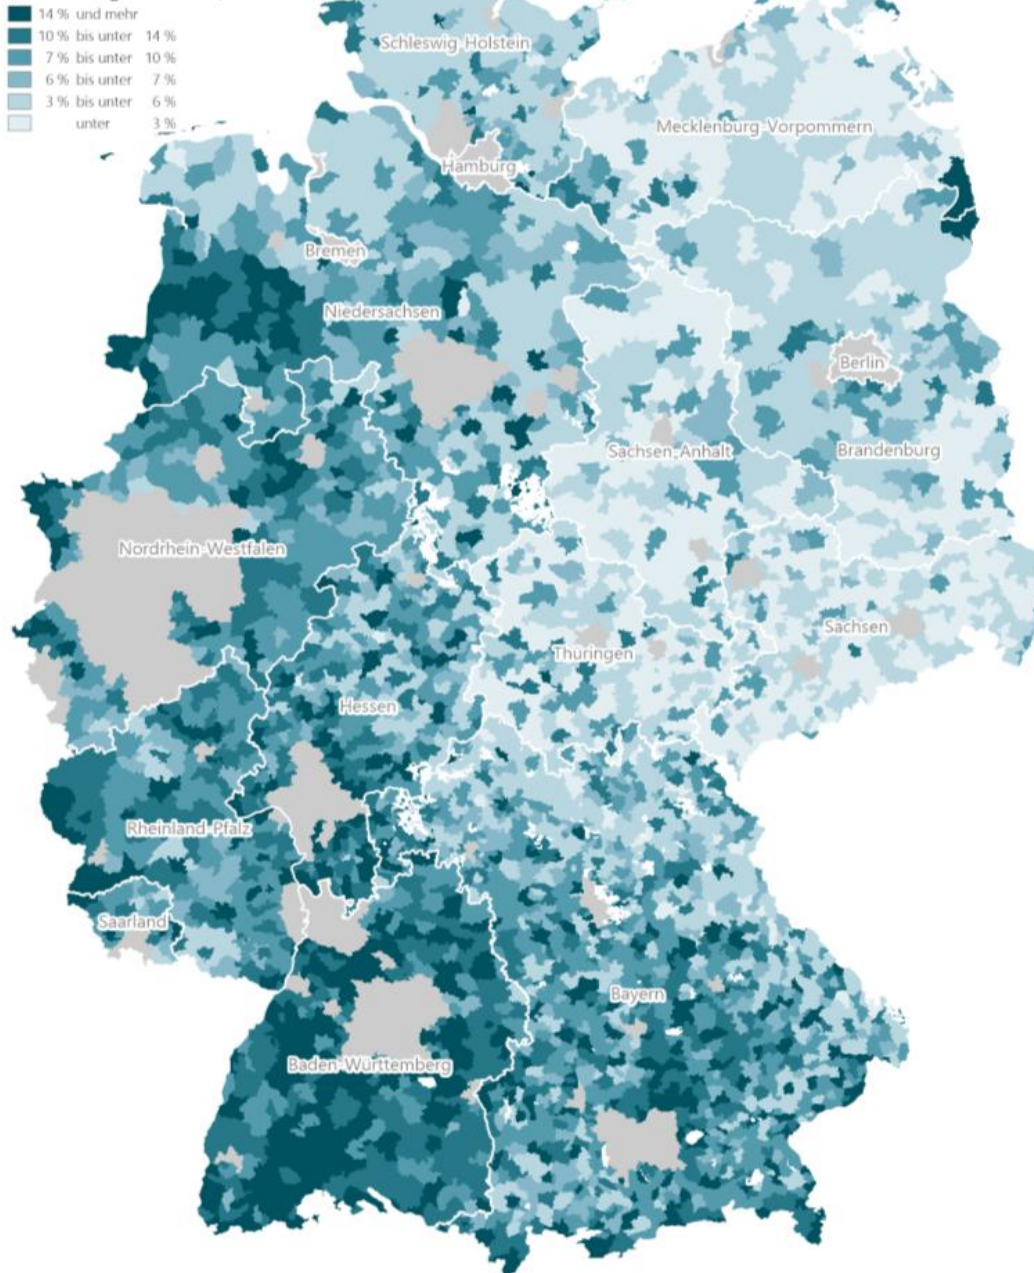 14 % und mehr
10 % bis unter 14 %
7 % bis unter 10 %
6 % bis unter 7 %
3 % bis unter 6 %
unter 3 %
Schleswig-Holstein
Mecklenburg-Vorpommern
Hamburg
Bremen
Niedersachsen
Berlin
Sachsen-Anhalt
Brandenburg
Nordrhein-Westfalen
Sachsen
Thüringen
Hessen
Rheinland-Pfalz
Saarland
Bayern
Baden-Württemberg